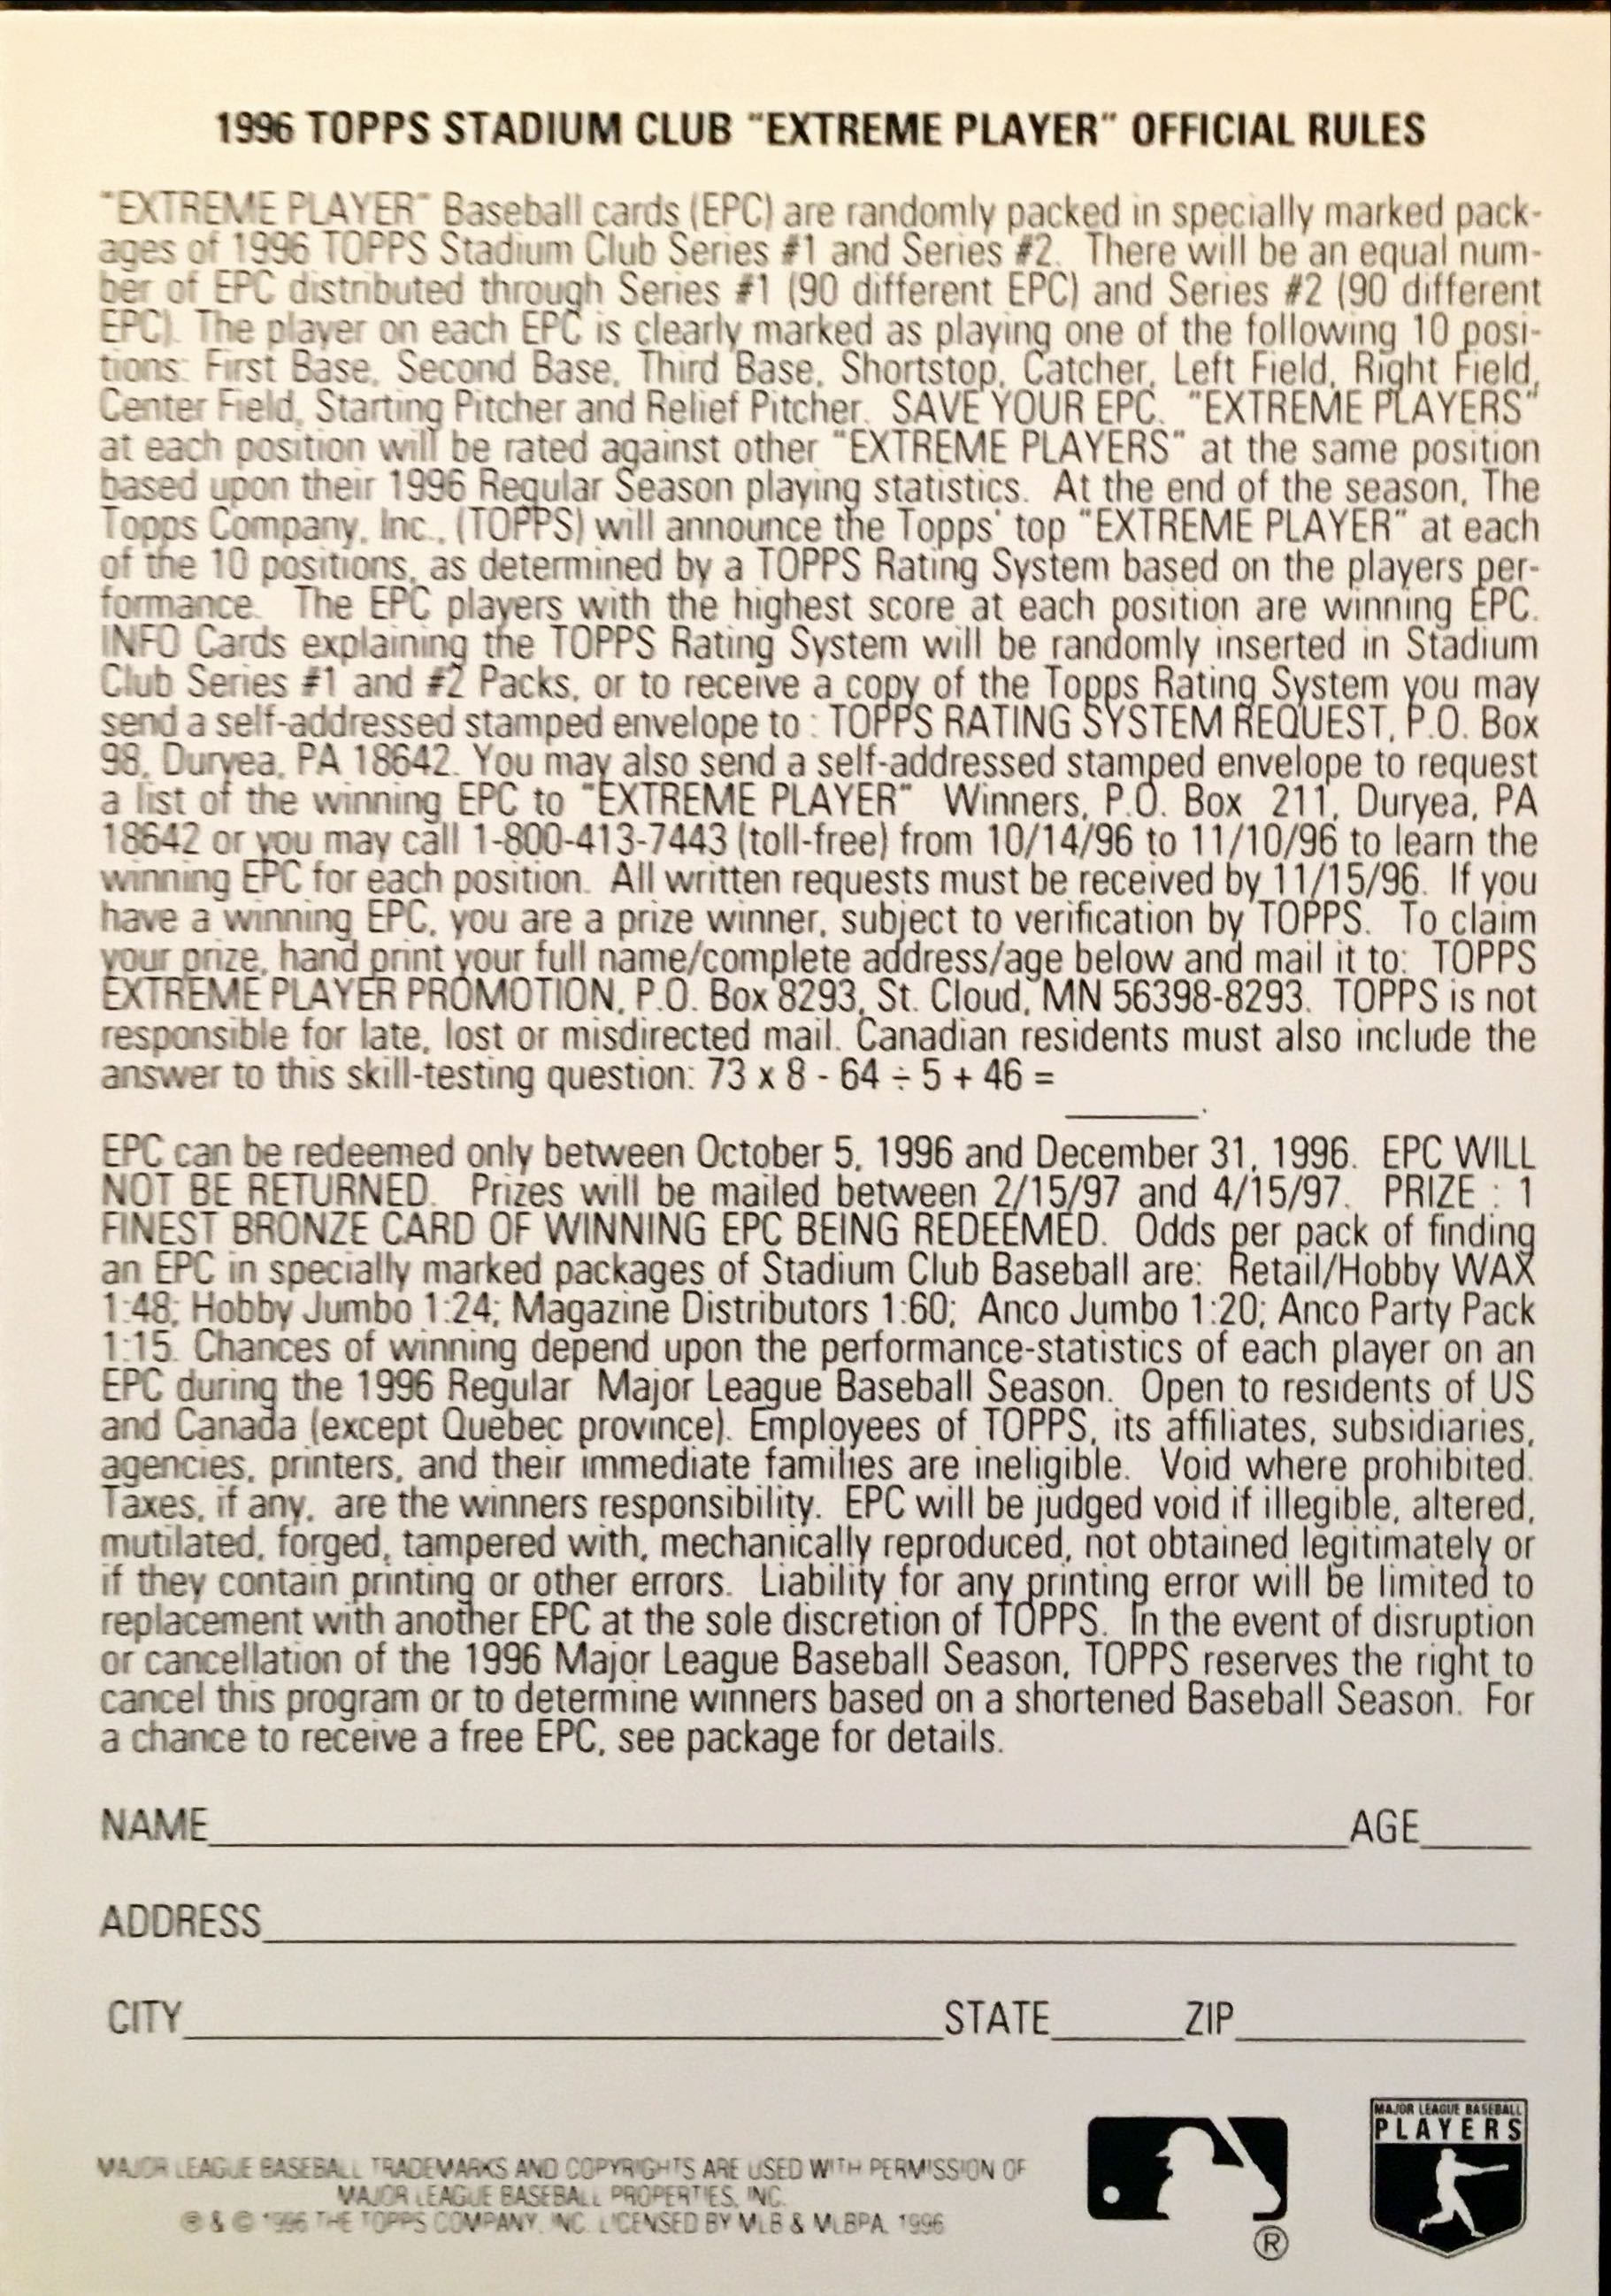 1996 TOPPS STADIUM CLUB "EXTREME PLAYER" OFFICIAL RULES
"EXTREME PLAYER" Baseball cards (EPC) are randomly packed in specially marked pack-
ages of 1996 TOPPS Stadium Club Series #1 and Series #2. There will be an equal num-
ber of EPC distributed through Series #1 (90 different EPC) and Series #2 (90 different
EPC). The player on each EPC is clearly marked as playing one of the following 10 posi-
tions: First Base, Second Base, Third Base, Shortstop, Catcher, Left Field, Right Field,
Center Field, Starting Pitcher and Relief Pitcher. SAVE YOUR EPC. "EXTREME PLAYERS"
at each position will be rated against other "EXTREME PLAYERS" at the same position
based upon their 1996 Regular Season playing statistics. At the end of the season, The
Topps Company, Inc., (TOPPS) will announce the Topps' top "EXTREME PLAYER" at each
of the 10 positions, as determined by a TOPPS Rating System based on the players per-
formance. The EPC players with the highest score at each position are winning EPC.
INFO Cards explaining the TOPPS Rating System will be randomly inserted in Stadium
Club Series #1 and #2 Packs, or to receive a copy of the Topps Rating System you may
send a self-addressed stamped envelope to : TOPPS RATING SYSTEM REQUEST, P.O. Box
98, Duryea, PA 18642. You may also send a self-addressed stamped envelope to request
a list of the winning EPC to "EXTREME PLAYER" Winners, P.O. Box 211, Duryea, PA
18642 or you may call 1-800-413-7443 (toll-free) from 10/14/96 to 11/10/96 to learn the
winning EPC for each position. All written requests must be received by 11/15/96. If you
have a winning EPC, you are a prize winner, subject to verification by TOPPS. To claim
your prize, hand print your full name/complete address/age below and mail it to: TOPPS
EXTREME PLAYER PROMOTION, P.O. Box 8293, St. Cloud, MN 56398-8293. TOPPS is not
responsible for late, lost or misdirected mail. Canadian residents must also include the
answer to this skill-testing question: 73 x 8 - 64 ÷ 5 + 46 = ______.
EPC can be redeemed only between October 5, 1996 and December 31, 1996. EPC WILL
NOT BE RETURNED. Prizes will be mailed between 2/15/97 and 4/15/97. PRIZE : 1
FINEST BRONZE CARD OF WINNING EPC BEING REDEEMED. Odds per pack of finding
an EPC in specially marked packages of Stadium Club Baseball are: Retail/Hobby WAX
1:48; Hobby Jumbo 1:24; Magazine Distributors 1:60; Anco Jumbo 1:20; Anco Party Pack
1:15. Chances of winning depend upon the performance-statistics of each player on an
EPC during the 1996 Regular Major League Baseball Season. Open to residents of US
and Canada (except Quebec province). Employees of TOPPS, its affiliates, subsidiaries,
agencies, printers, and their immediate families are ineligible. Void where prohibited.
Taxes, if any, are the winners responsibility. EPC will be judged void if illegible, altered,
mutilated, forged, tampered with, mechanically reproduced, not obtained legitimately or
if they contain printing or other errors. Liability for any printing error will be limited to
replacement with another EPC at the sole discretion of TOPPS. In the event of disruption
or cancellation of the 1996 Major League Baseball Season, TOPPS reserves the right to
cancel this program or to determine winners based on a shortened Baseball Season. For
a chance to receive a free EPC, see package for details.
NAME AGE
ADDRESS
CITY STATE ZIP
MAJOR LEAGUE BASEBALL
PLAYERS
MAJOR LEAGUE BASEBALL TRADEMARKS AND COPYRIGHTS ARE USED WITH PERMISSION OF
MAJOR LEAGUE BASEBALL PROPERTIES, INC.
® & © 1996 THE TOPPS COMPANY, INC. LICENSED BY MLB & MLBPA. 1996
®